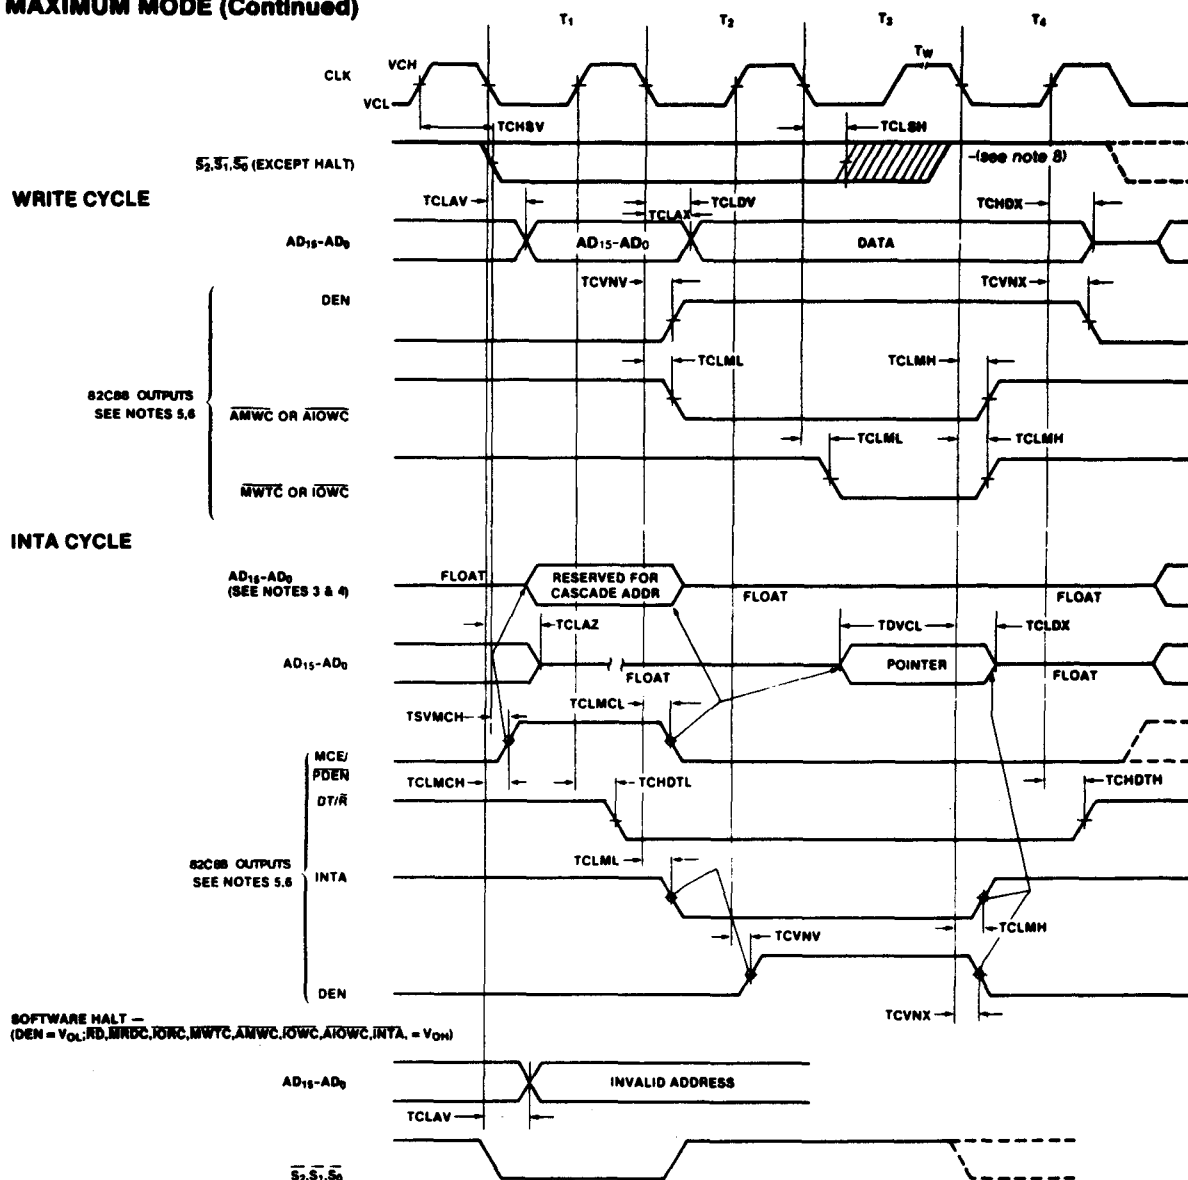 MAXIMUM MODE (Continued)
T1 T2 T3 T4
TW
VCH
CLK
VCL
TCHSV TCLSH
S2,S1,S0 (EXCEPT HALT) (see note 8)
WRITE CYCLE
TCLAV TCLDV TCHDX
TCLAX
AD15-AD0 AD15-AD0 DATA
TCVNV TCVNX
DEN
TCLML TCLMH
82C88 OUTPUTS
SEE NOTES 5,6
AMWC OR AIOWC
TCLML TCLMH
MWTC OR IOWC
INTA CYCLE
AD15-AD0
(SEE NOTES 3 & 4)
FLOAT RESERVED FOR
CASCADE ADDR FLOAT FLOAT
TCLAZ TDVCL TCLDX
AD15-AD0 FLOAT POINTER FLOAT
TCLMCL
TSVMCH
MCE/
PDEN
TCLMCH TCHDTL TCHDTH
DT/R
TCLML
82C88 OUTPUTS
SEE NOTES 5,6
INTA
TCLMH
TCVNV
DEN
TCVNX
SOFTWARE HALT —
(DEN = VOL;RD,MRDC,IORC,MWTC,AMWC,IOWC,AIOWC,INTA, = VOH)
AD15-AD0 INVALID ADDRESS
TCLAV
S2,S1,S0